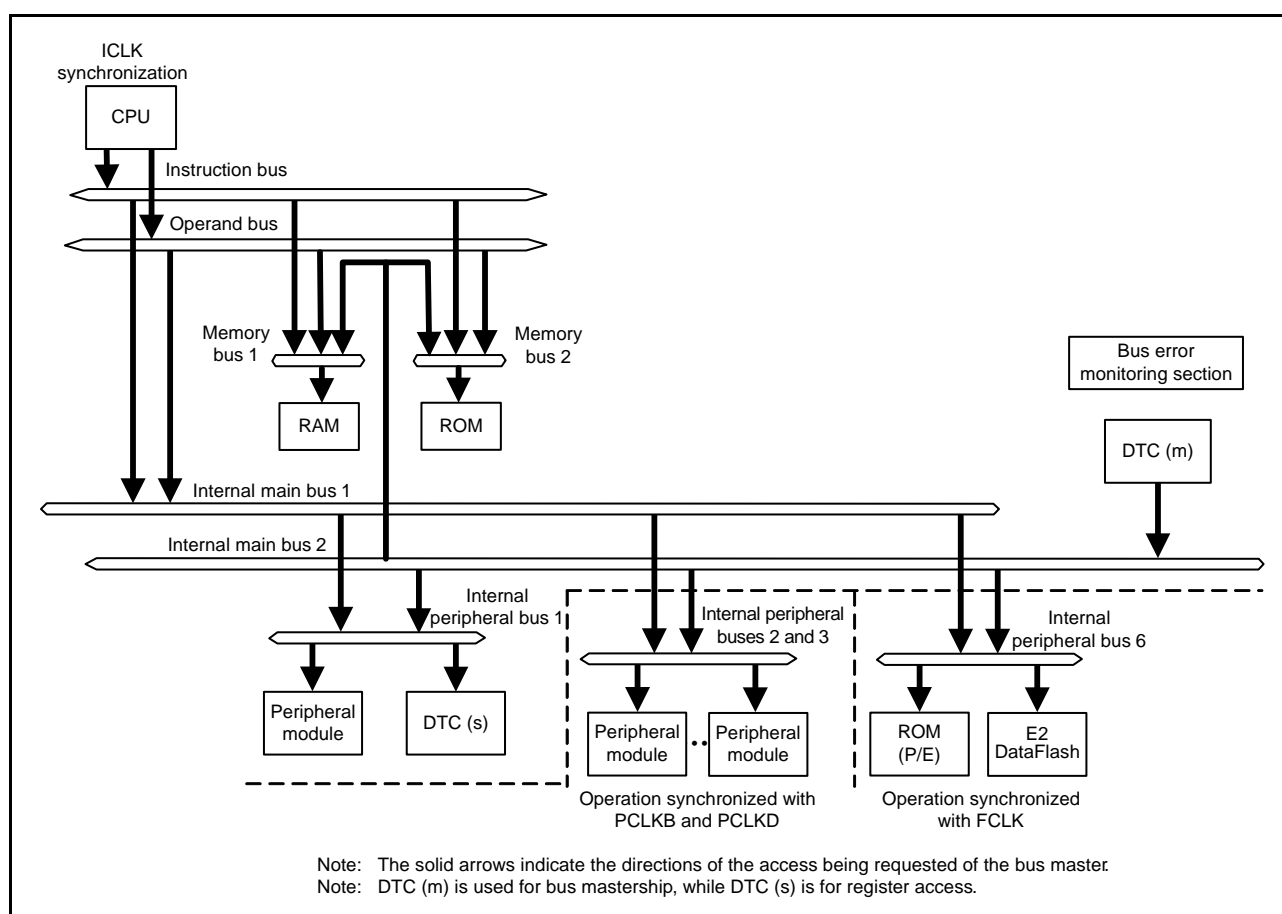 ICLK
synchronization
CPU
Instruction bus
Operand bus
Memory
bus 1
Memory
bus 2
Bus error
monitoring section
RAM
ROM
DTC (m)
Internal main bus 1
Internal main bus 2
Internal
peripheral bus 1
Internal peripheral
buses 2 and 3
Internal
peripheral bus 6
Peripheral
module
DTC (s)
Peripheral
module
Peripheral
module
ROM
(P/E)
E2
DataFlash
Operation synchronized with
PCLKB and PCLKD
Operation synchronized
with FCLK
Note: The solid arrows indicate the directions of the access being requested of the bus master.
Note: DTC (m) is used for bus mastership, while DTC (s) is for register access.